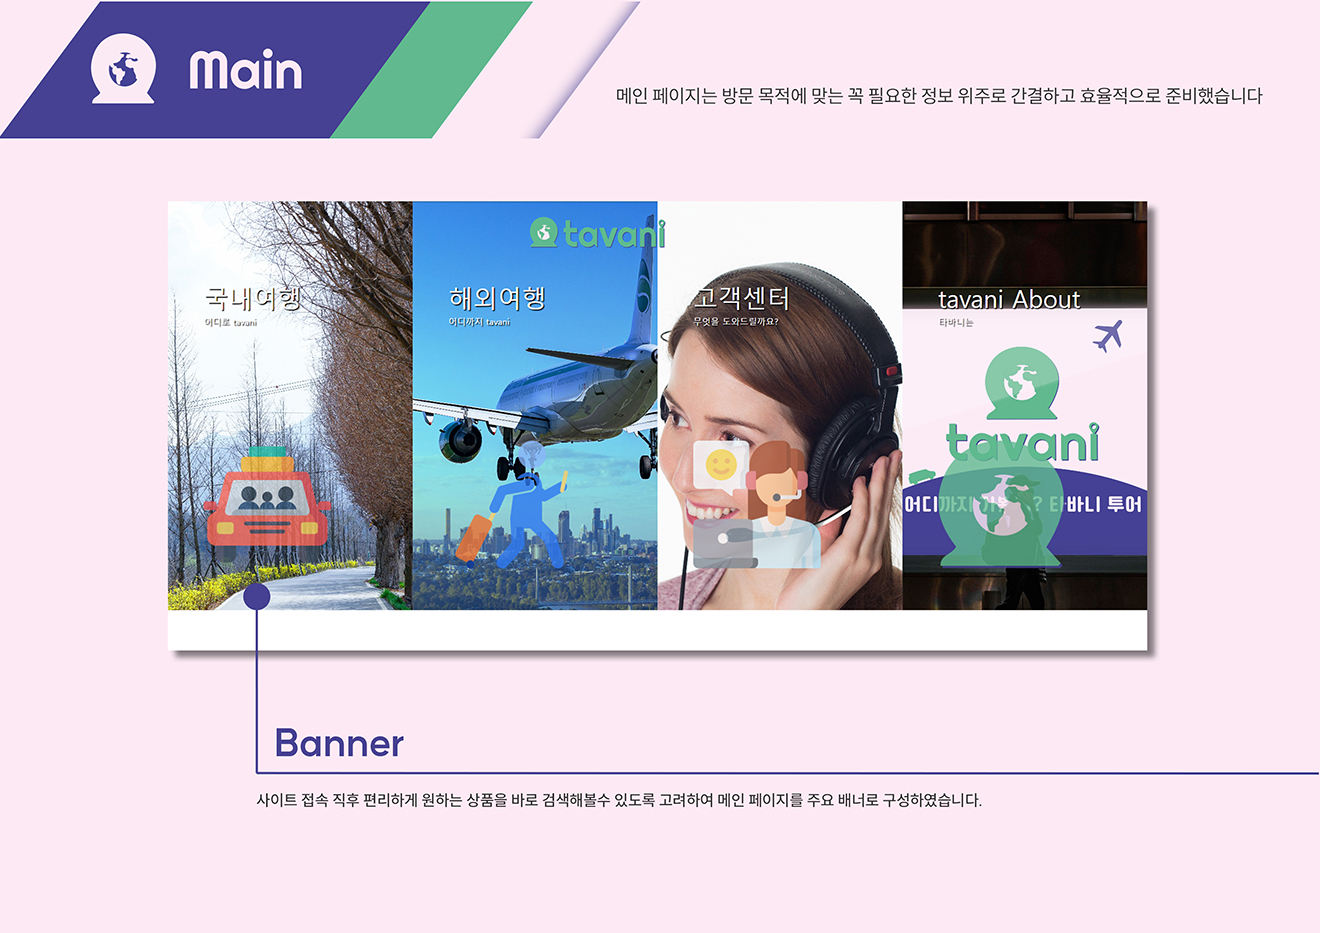 Main
메인 페이지는 방문 목적에 맞는 꼭 필요한 정보 위주로 간결하고 효율적으로 준비했습니다
tavani
국내여행
어디로 tavani
해외여행
어디까지 tavani
고객센터
무엇을 도와드릴까요?
tavani About
타바니는
tavani
어디까지 ? 타바니 투어
Banner
사이트 접속 직후 편리하게 원하는 상품을 바로 검색해볼수 있도록 고려하여 메인 페이지를 주요 배너로 구성하였습니다.